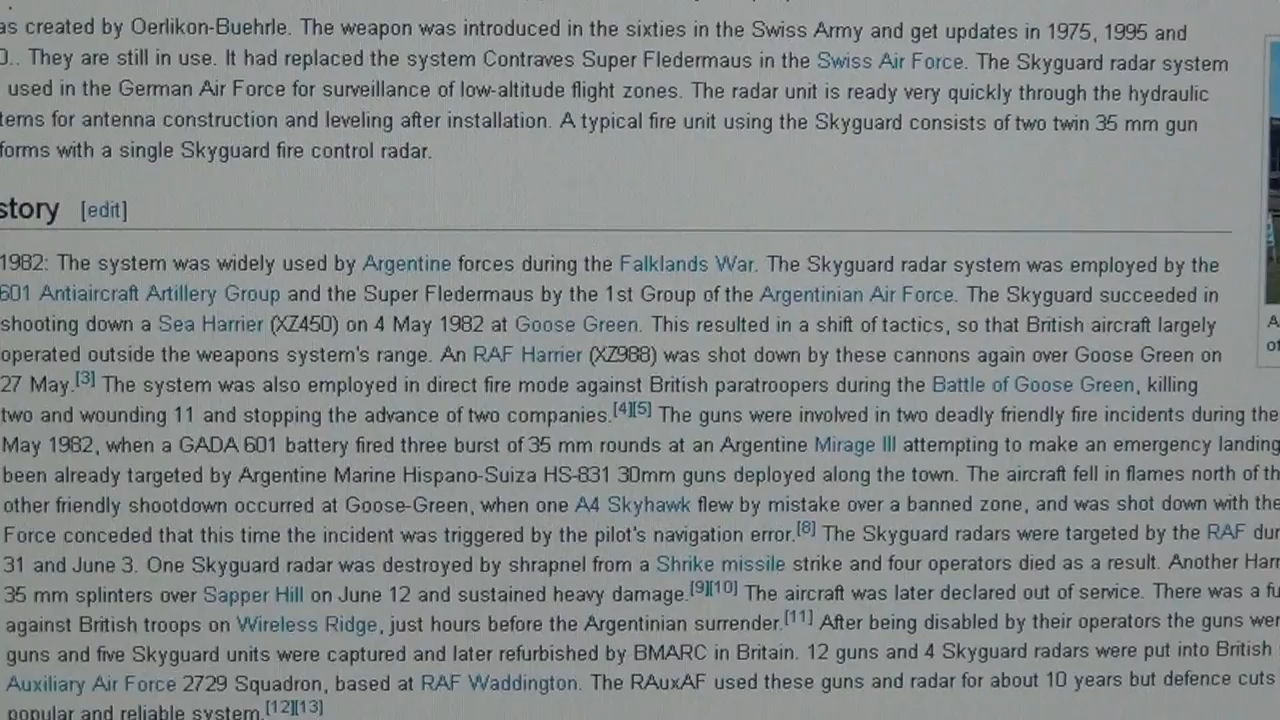 as created by Oerlikon-Buehrle. The weapon was introduced in the sixties in the Swiss Army and get updates in 1975, 1995 and
.. They are still in use. It had replaced the system Contraves Super Fledermaus in the Swiss Air Force. The Skyguard radar system
used in the German Air Force for surveillance of low-altitude flight zones. The radar unit is ready very quickly through the hydraulic
tems for antenna construction and leveling after installation. A typical fire unit using the Skyguard consists of two twin 35 mm gun
forms with a single Skyguard fire control radar.
story [edit]
1982: The system was widely used by Argentine forces during the Falklands War. The Skyguard radar system was employed by the
601 Antiaircraft Artillery Group and the Super Fledermaus by the 1st Group of the Argentinian Air Force. The Skyguard succeeded in
shooting down a Sea Harrier (XZ450) on 4 May 1982 at Goose Green. This resulted in a shift of tactics, so that British aircraft largely
operated outside the weapons system's range. An RAF Harrier (XZ988) was shot down by these cannons again over Goose Green on
27 May.[3] The system was also employed in direct fire mode against British paratroopers during the Battle of Goose Green, killing
two and wounding 11 and stopping the advance of two companies.[4][5] The guns were involved in two deadly friendly fire incidents during the
May 1982, when a GADA 601 battery fired three burst of 35 mm rounds at an Argentine Mirage III attempting to make an emergency landing
been already targeted by Argentine Marine Hispano-Suiza HS-831 30mm guns deployed along the town. The aircraft fell in flames north of th
other friendly shootdown occurred at Goose-Green, when one A4 Skyhawk flew by mistake over a banned zone, and was shot down with the
Force conceded that this time the incident was triggered by the pilot's navigation error.[8] The Skyguard radars were targeted by the RAF dur
31 and June 3. One Skyguard radar was destroyed by shrapnel from a Shrike missile strike and four operators died as a result. Another Harr
35 mm splinters over Sapper Hill on June 12 and sustained heavy damage.[9][10] The aircraft was later declared out of service. There was a fu
against British troops on Wireless Ridge, just hours before the Argentinian surrender.[11] After being disabled by their operators the guns wer
guns and five Skyguard units were captured and later refurbished by BMARC in Britain. 12 guns and 4 Skyguard radars were put into British
Auxiliary Air Force 2729 Squadron, based at RAF Waddington. The RAuxAF used these guns and radar for about 10 years but defence cuts
popular and reliable system.[12][13]
A
of